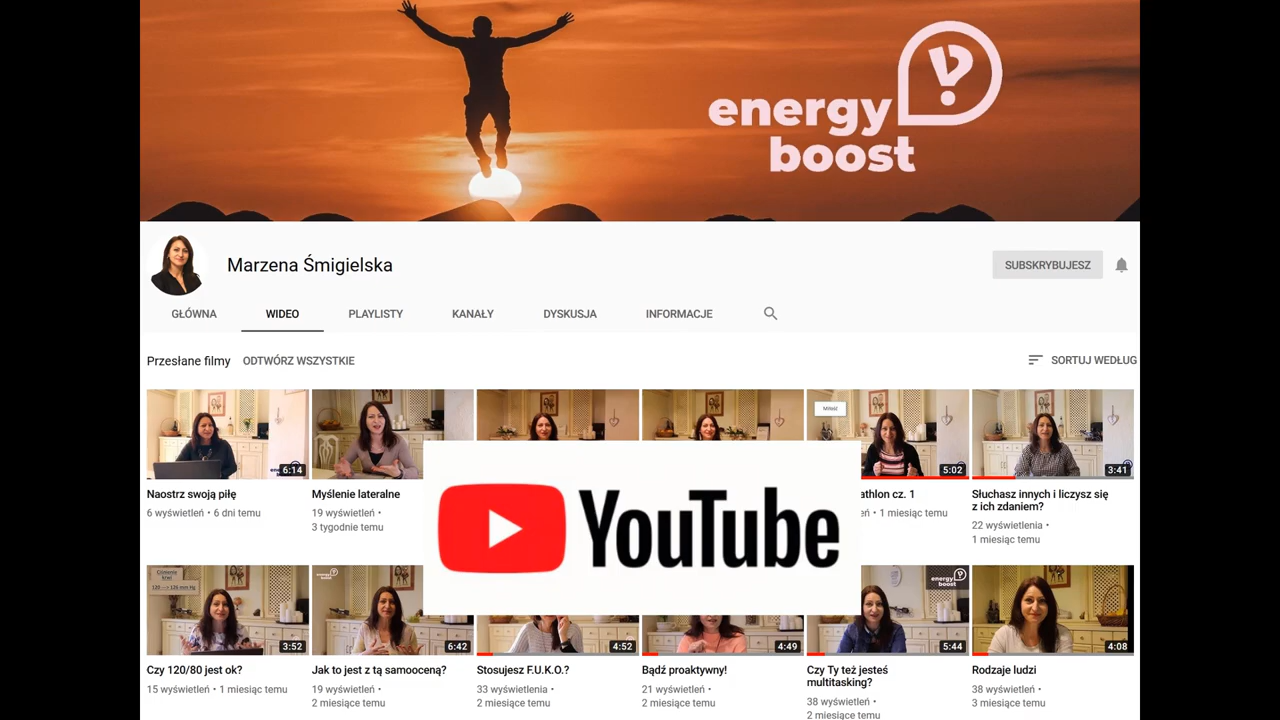 energy
boost
Marzena Śmigielska
SUBSKRYBUJESZ
GŁÓWNA WIDEO PLAYLISTY KANAŁY DYSKUSJA INFORMACJE
Przesłane filmy ODTWÓRZ WSZYSTKIE SORTUJ WEDŁUG
Miłość
6:14 5:02 3:41
Naostrz swoją piłę
6 wyświetleń • 6 dni temu
Myślenie lateralne
19 wyświetleń •
3 tygodnie temu
athlon cz. 1
• 1 miesiąc temu
Słuchasz innych i liczysz się
z ich zdaniem?
22 wyświetlenia •
1 miesiąc temu
YouTube
Ciśnienie
krwi
energy
boost
3:52 6:42 4:52 4:49 5:44 4:08
Czy 120/80 jest ok?
15 wyświetleń • 1 miesiąc temu
Jak to jest z tą samooceną?
19 wyświetleń •
2 miesiące temu
Stosujesz F.U.K.O.?
33 wyświetlenia •
2 miesiące temu
Bądź proaktywny!
21 wyświetleń •
2 miesiące temu
Czy Ty też jesteś
multitasking?
38 wyświetleń •
2 miesiące temu
Rodzaje ludzi
38 wyświetleń •
3 miesiące temu